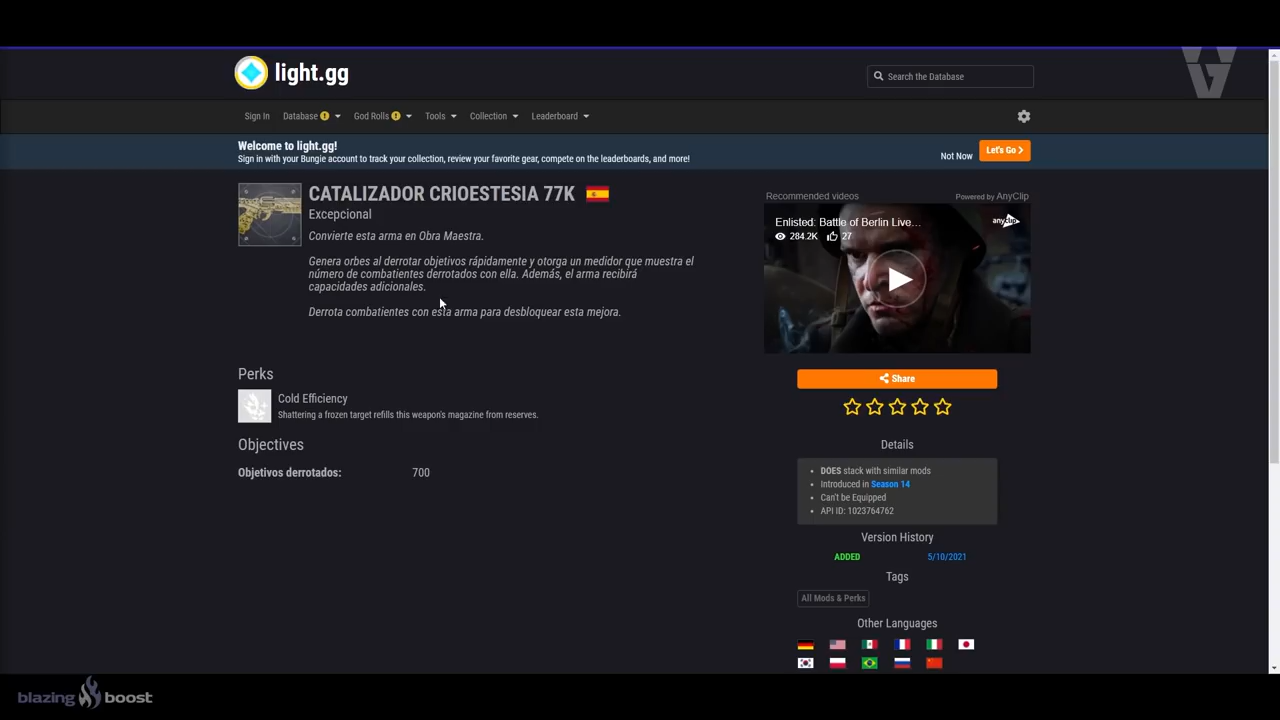 light.gg
Search the Database
Sign In
Database
God Rolls
Tools
Collection
Leaderboard
Welcome to light.gg!
Sign in with your Bungie account to track your collection, review your favorite gear, compete on the leaderboards, and more!
Not Now
Let's Go
CATALIZADOR CRIOESTESIA 77K
Excepcional
Convierte esta arma en Obra Maestra.
Genera orbes al derrotar objetivos rápidamente y otorga un medidor que muestra el
número de combatientes derrotados con ella. Además, el arma recibirá
capacidades adicionales.
Derrota combatientes con esta arma para desbloquear esta mejora.
Perks
Cold Efficiency
Shattering a frozen target refills this weapon's magazine from reserves.
Objectives
Objetivos derrotados: 700
Recommended videos
Powered by AnyClip
Enlisted: Battle of Berlin Live...
anyclip
284.2K 27
Share
Details
DOES stack with similar mods
Introduced in Season 14
Can't be Equipped
API ID: 1023764762
Version History
ADDED 5/10/2021
Tags
All Mods & Perks
Other Languages
blazing boost